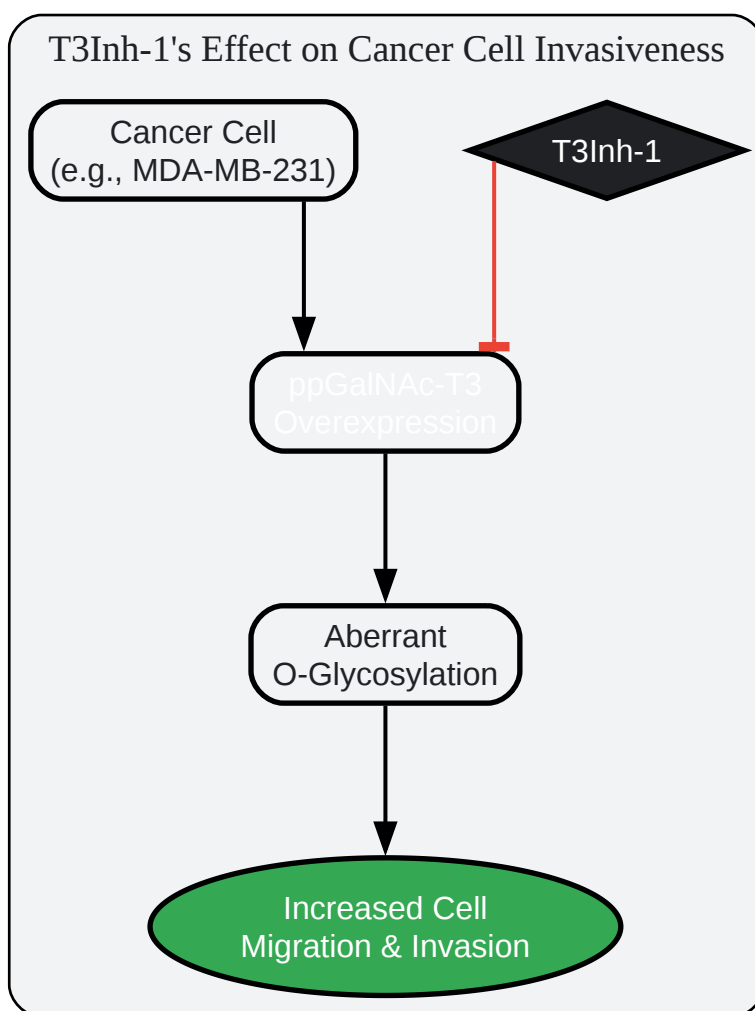 T3Inh-1's Effect on Cancer Cell Invasiveness
Cancer Cell
(e.g., MDA-MB-231)
T3Inh-1
ppGalNAc-T3
Overexpression
Aberrant
O-Glycosylation
Increased Cell
Migration & Invasion